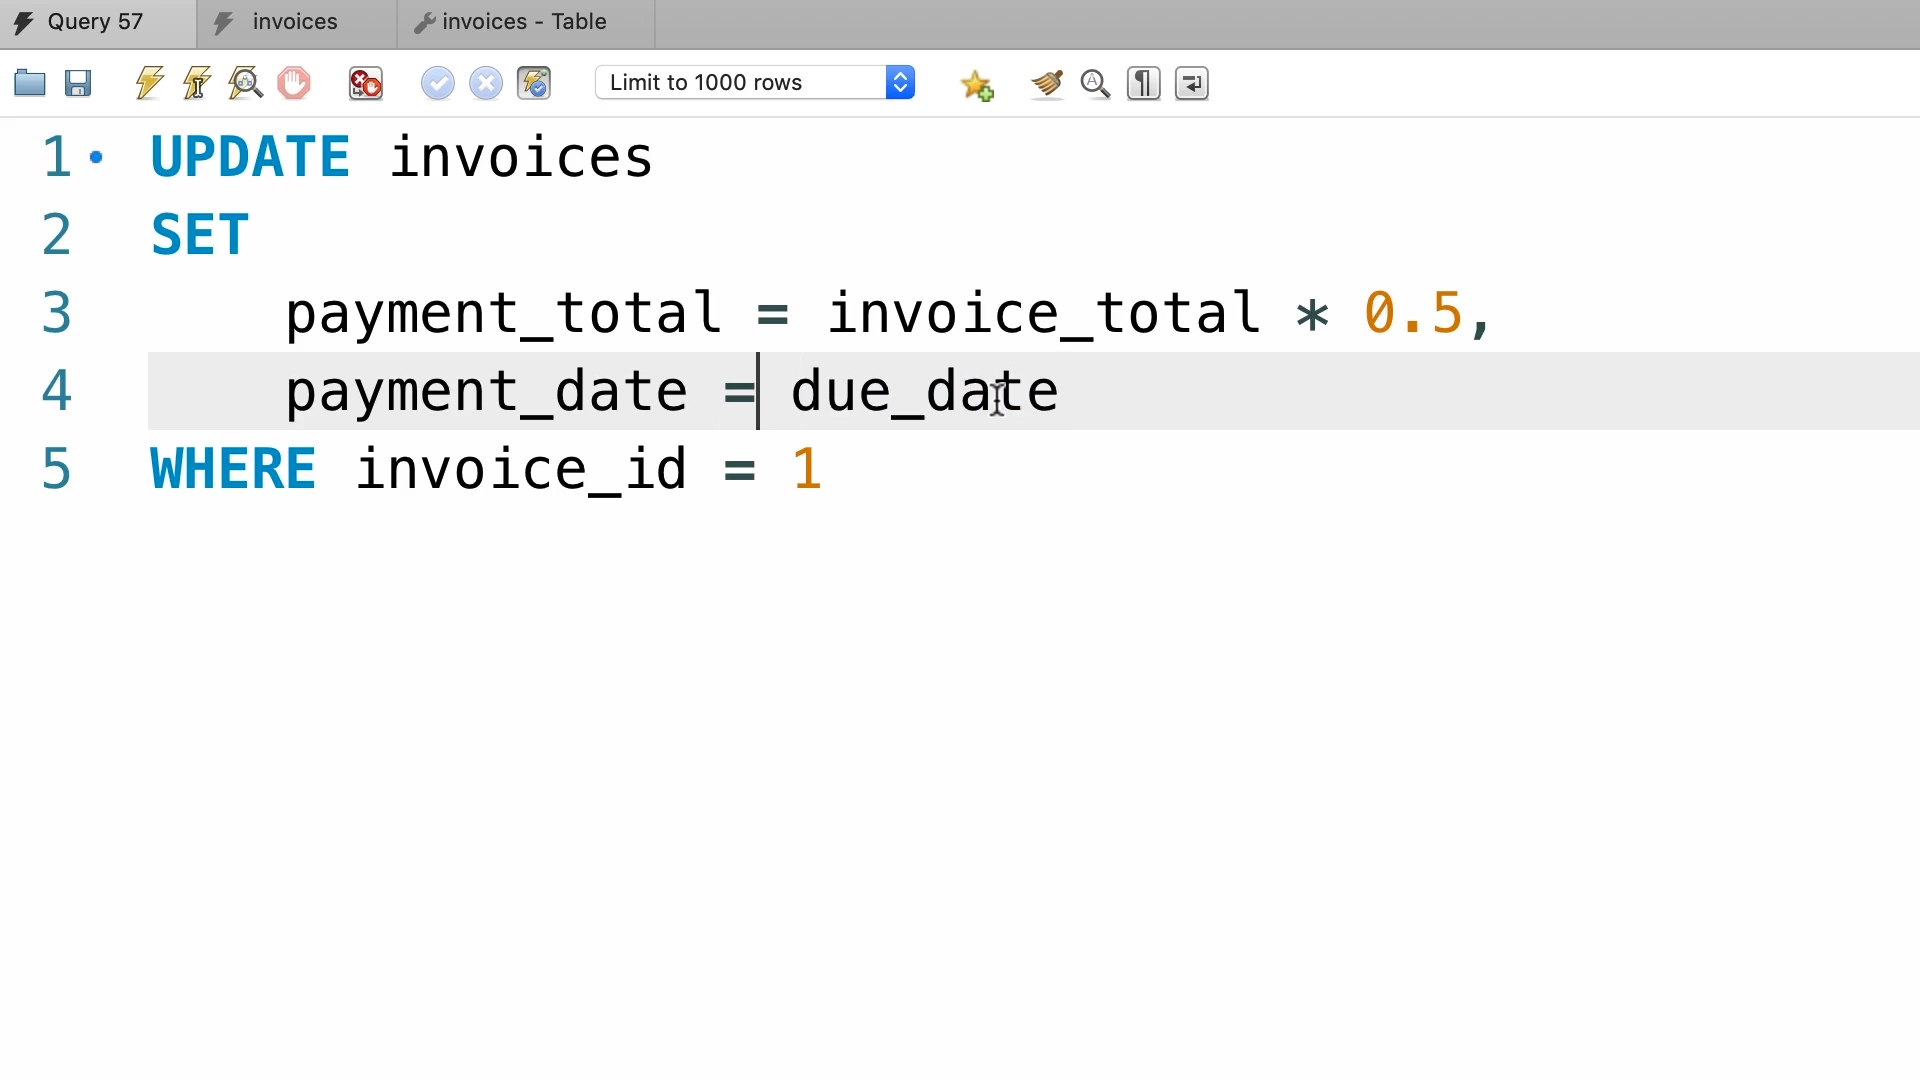 Query 57 invoices invoices - Table
Limit to 1000 rows
1 UPDATE invoices
2 SET
3 payment_total = invoice_total * 0.5,
4 payment_date = due_date
5 WHERE invoice_id = 1